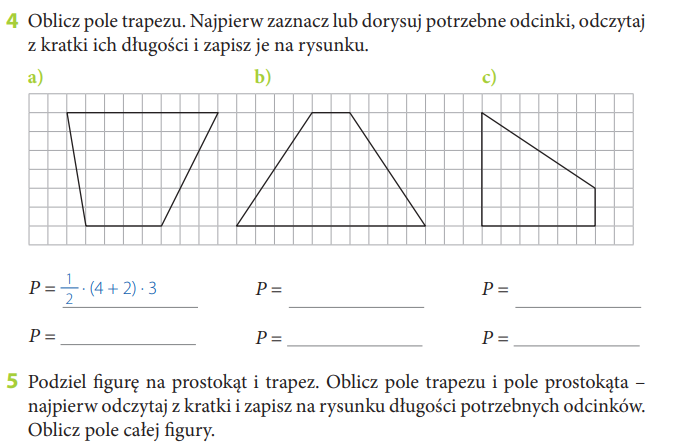 4 Oblicz pole trapezu. Najpierw zaznacz lub dorysuj potrzebne odcinki, odczytaj
z kratki ich długości i zapisz je na rysunku.
a) b) c)
P = 1/2 · (4 + 2) · 3 P = P =
P = P = P =
5 Podziel figurę na prostokąt i trapez. Oblicz pole trapezu i pole prostokąta –
najpierw odczytaj z kratki i zapisz na rysunku długości potrzebnych odcinków.
Oblicz pole całej figury.